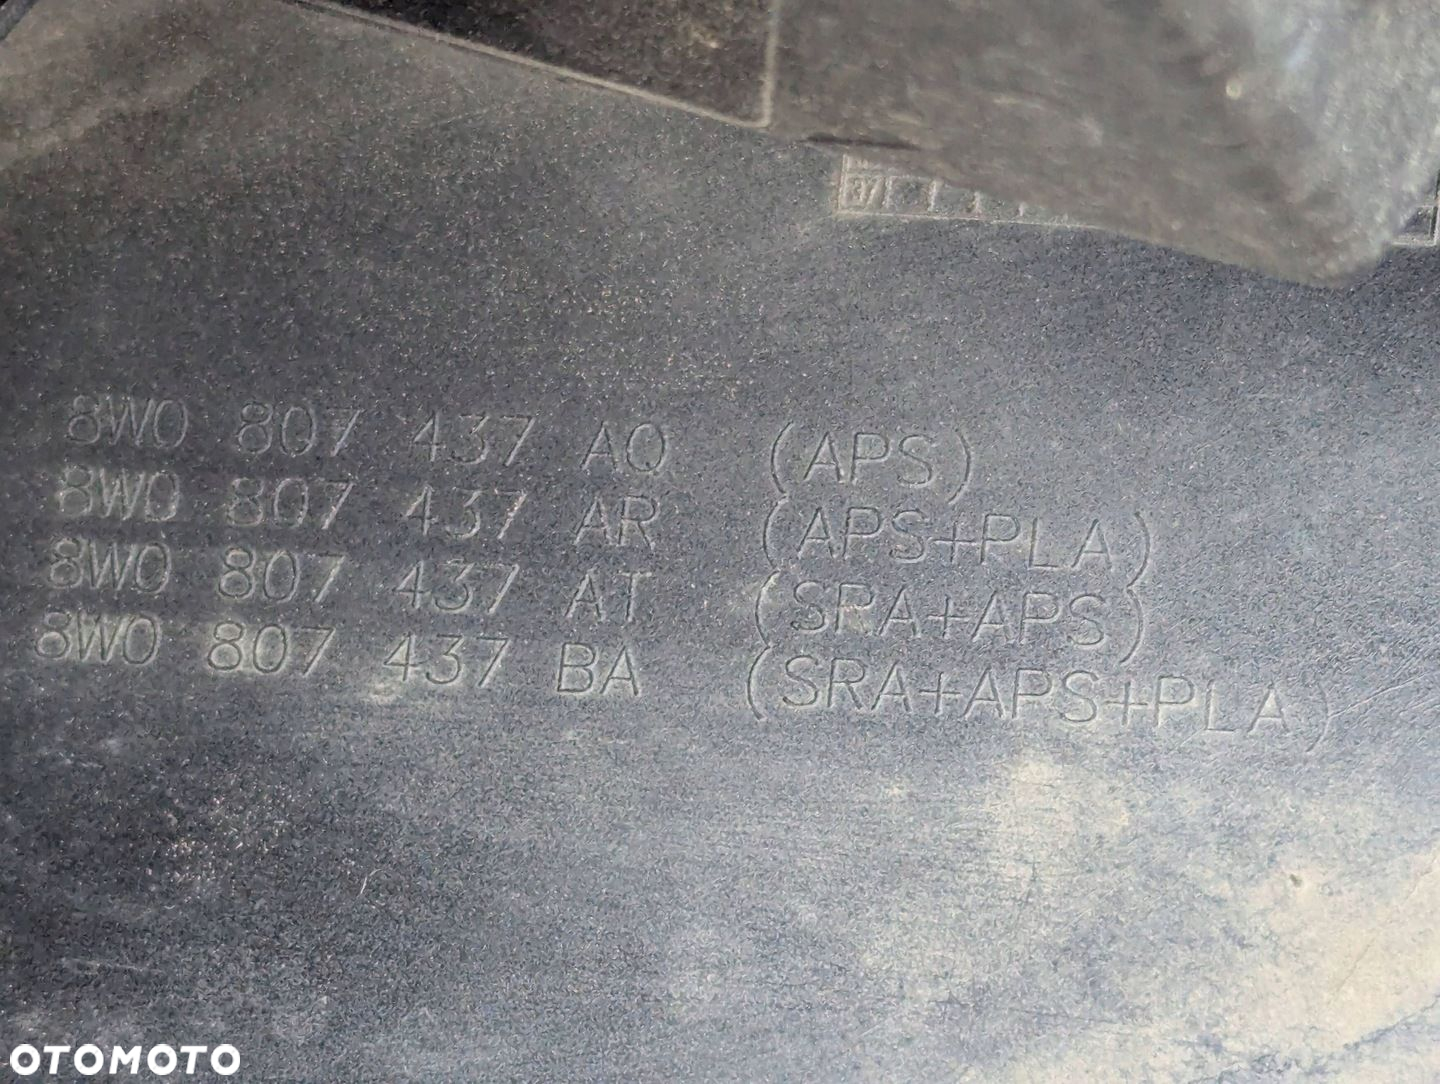 37
8W0 807 437 AQ (APS)
8W0 807 437 AR (APS+PLA)
8W0 807 437 AT (SRA+APS)
8W0 807 437 BA (SRA+APS+PLA)
OTOMOTO